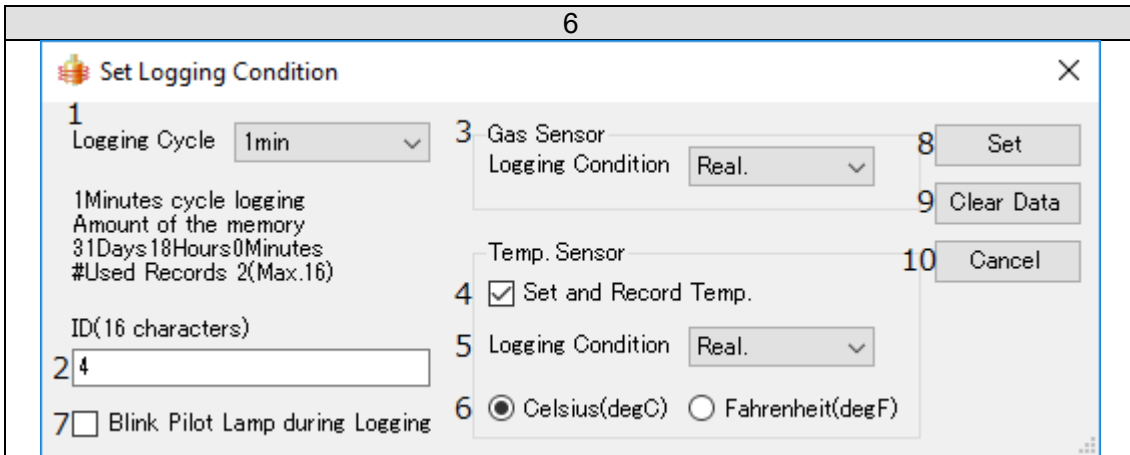 6
Set Logging Condition
1
Logging Cycle 1min
1Minutes cycle logging
Amount of the memory
31Days18Hours0Minutes
#Used Records 2(Max.16)
ID(16 characters)
2 4
7 Blink Pilot Lamp during Logging
3 Gas Sensor
Logging Condition Real.
Temp. Sensor
4 Set and Record Temp.
5 Logging Condition Real.
6 Celsius(degC) Fahrenheit(degF)
8 Set
9 Clear Data
10 Cancel